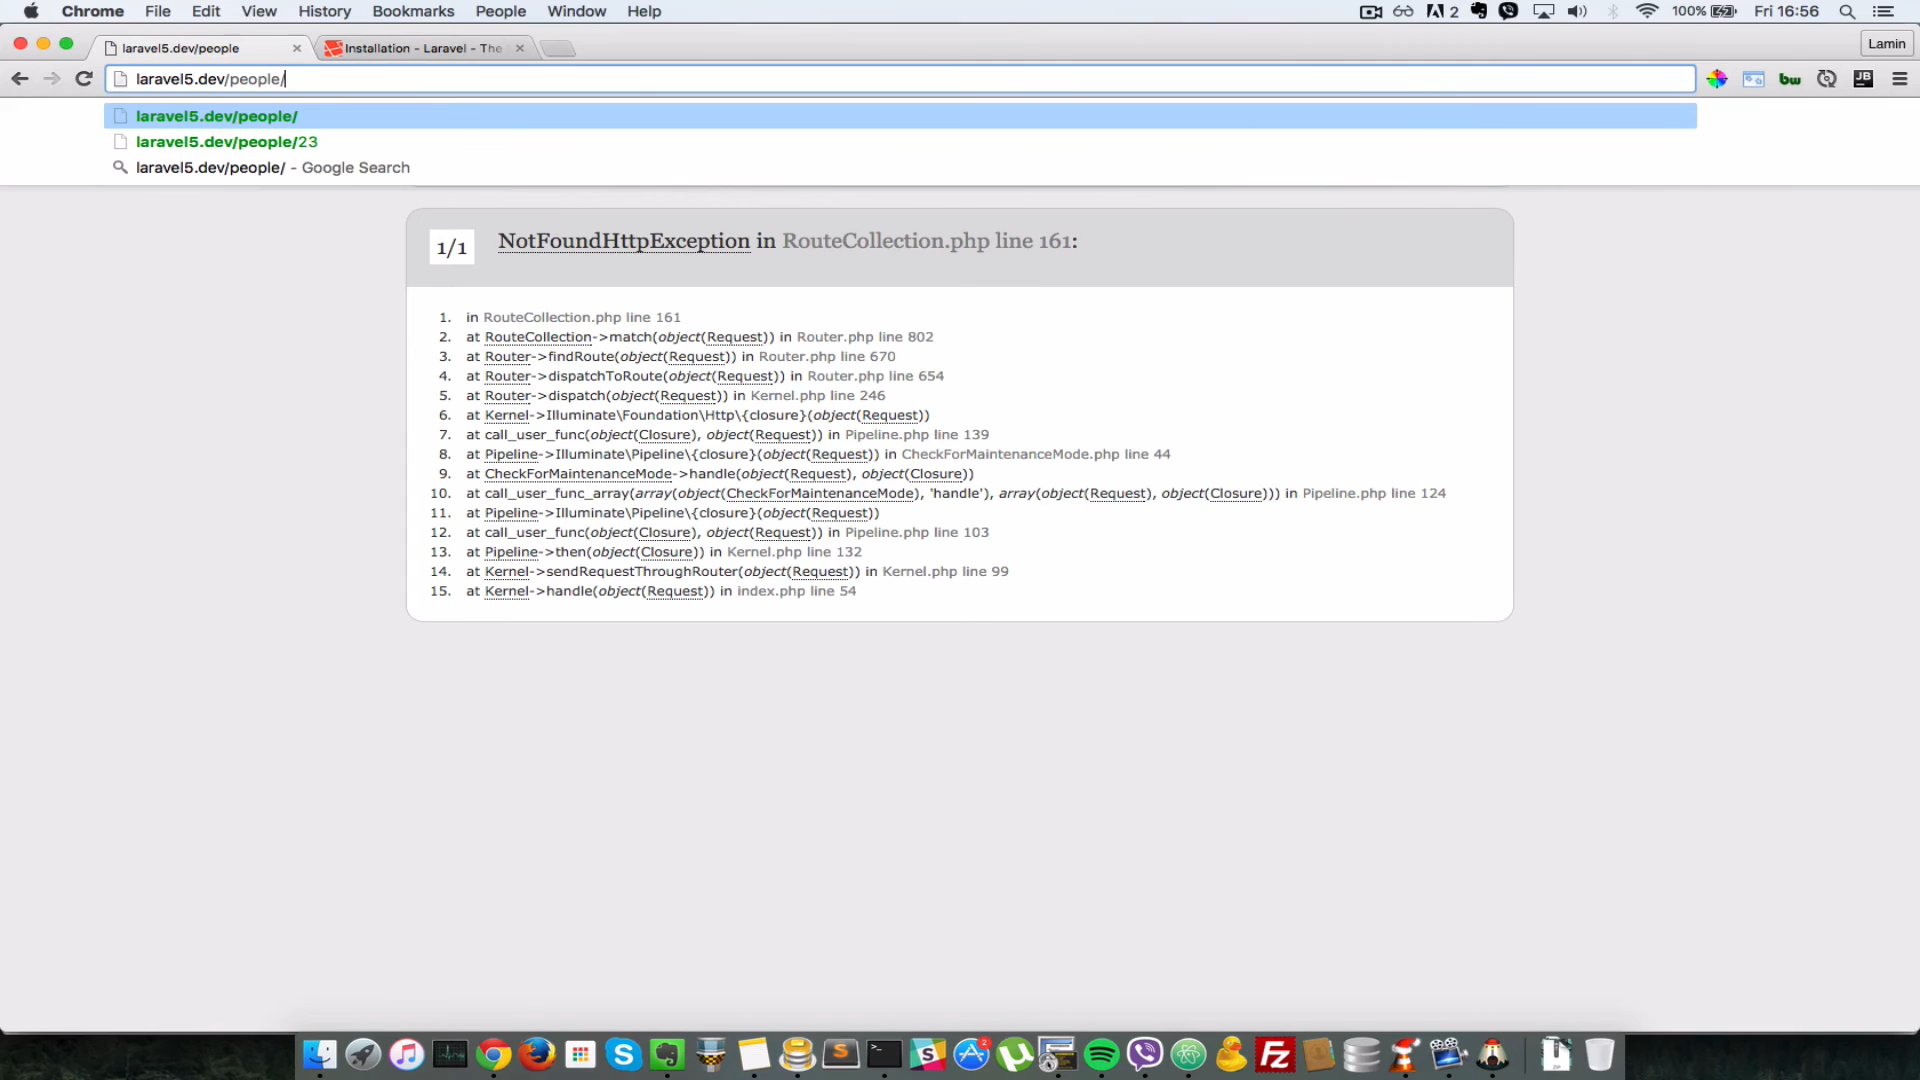 Chrome File Edit View History Bookmarks People Window Help 2 100% Fri 16:56
laravel5.dev/people Installation - Laravel - The Lamin
laravel5.dev/people/ bw JB
laravel5.dev/people/
laravel5.dev/people/23
laravel5.dev/people/ - Google Search
1/1 NotFoundHttpException in RouteCollection.php line 161:
1. in RouteCollection.php line 161
2. at RouteCollection->match(object(Request)) in Router.php line 802
3. at Router->findRoute(object(Request)) in Router.php line 670
4. at Router->dispatchToRoute(object(Request)) in Router.php line 654
5. at Router->dispatch(object(Request)) in Kernel.php line 246
6. at Kernel->Illuminate\Foundation\Http\{closure}(object(Request))
7. at call_user_func(object(Closure), object(Request)) in Pipeline.php line 139
8. at Pipeline->Illuminate\Pipeline\{closure}(object(Request)) in CheckForMaintenanceMode.php line 44
9. at CheckForMaintenanceMode->handle(object(Request), object(Closure))
10. at call_user_func_array(array(object(CheckForMaintenanceMode), 'handle'), array(object(Request), object(Closure))) in Pipeline.php line 124
11. at Pipeline->Illuminate\Pipeline\{closure}(object(Request))
12. at call_user_func(object(Closure), object(Request)) in Pipeline.php line 103
13. at Pipeline->then(object(Closure)) in Kernel.php line 132
14. at Kernel->sendRequestThroughRouter(object(Request)) in Kernel.php line 99
15. at Kernel->handle(object(Request)) in index.php line 54